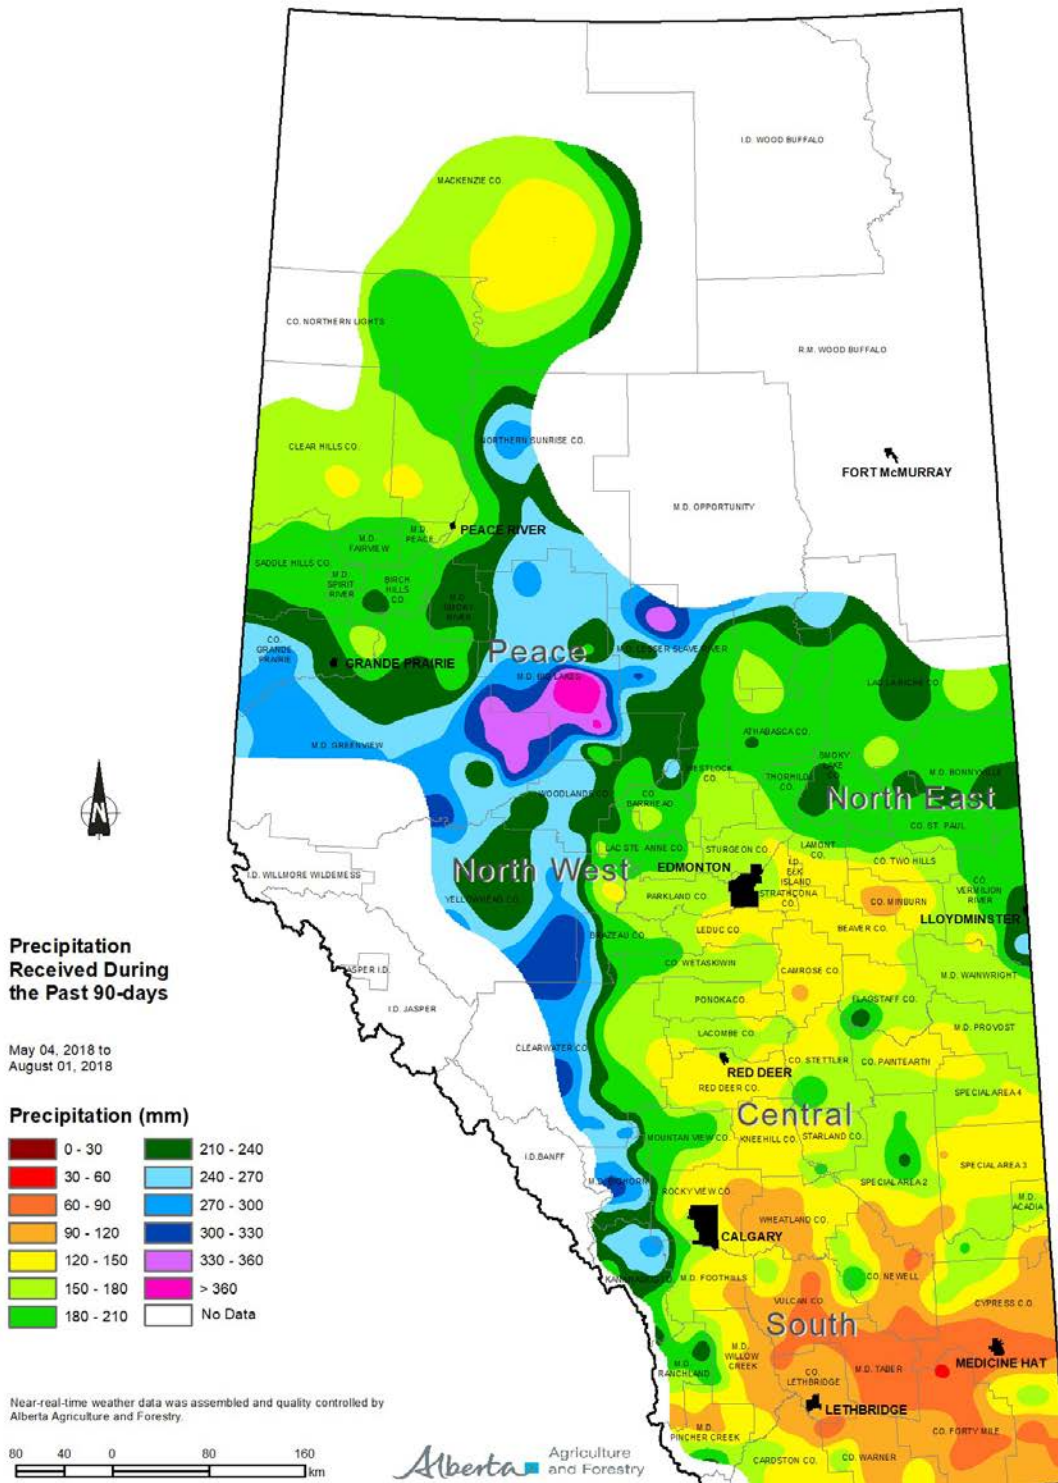 I.D. WOOD BUFFALO
MACKENZIE CO.
CO. NORTHERN LIGHTS
R.M. WOOD BUFFALO
CLEAR HILLS CO.
NORTHERN SUNRISE CO.
FORT McMURRAY
M.D. OPPORTUNITY
M.D.
PEACE
PEACE RIVER
M.D.
FAIRVIEW
SADDLE HILLS CO.
M.D.
SPIRIT
RIVER
BIRCH
HILLS
CO.
M.D.
SMOKY
RIVER
CO.
GRANDE
PRAIRIE
GRANDE PRAIRIE
Peace
M.D. LESSER SLAVE RIVER
M.D. BIG LAKES
LAC LA BICHE CO.
M.D. GREENVIEW
ATHABASCA CO.
WESTLOCK
CO.
THORHILD
CO.
SMOKY
LAKE
CO.
M.D. BONNYVILLE
WOODLANDS CO.
CO.
BARRHEAD
North East
CO. ST. PAUL
N
LAC STE. ANNE CO.
STURGEON CO.
LAMONT
CO.
CO. TWO HILLS
North West
EDMONTON
I.D.
ELK
ISLAND
I.D. WILLMORE WILDERNESS
YELLOWHEAD CO.
PARKLAND CO.
STRATHCONA
CO.
CO. MINBURN
CO.
VERMILION
RIVER
LLOYDMINSTER
BRAZEAU CO.
LEDUC CO.
BEAVER CO.
Precipitation
Received During
the Past 90-days
JASPER I.D.
CO. WETASKIWIN
CAMROSE CO.
M.D. WAINWRIGHT
I.D. JASPER
PONOKA CO.
FLAGSTAFF CO.
M.D. PROVOST
May 04, 2018 to
August 01, 2018
CLEARWATER CO.
LACOMBE CO.
RED DEER
CO. STETTLER
CO. PAINTEARTH
RED DEER CO.
SPECIAL AREA 4
Central
MOUNTAIN VIEW CO.
KNEEHILL CO.
STARLAND CO.
I.D. BANFF
SPECIAL AREA 3
M.D. BIGHORN
ROCKY VIEW CO.
SPECIAL AREA 2
M.D.
ACADIA
WHEATLAND CO.
CALGARY
KANANASKIS I.D.
M.D. FOOTHILLS
CO. NEWELL
VULCAN CO.
CYPRESS CO.
South
M.D.
WILLOW
CREEK
M.D.
RANCHLAND
CO.
LETHBRIDGE
M.D. TABER
MEDICINE HAT
LETHBRIDGE
M.D.
PINCHER CREEK
CO. FORTY MILE
CARDSTON CO.
CO. WARNER
Precipitation (mm)
0 - 30
30 - 60
60 - 90
90 - 120
120 - 150
150 - 180
180 - 210
210 - 240
240 - 270
270 - 300
300 - 330
330 - 360
> 360
No Data
Near-real-time weather data was assembled and quality controlled by
Alberta Agriculture and Forestry.
80 40 0 80 160
km
Alberta Agriculture
and Forestry